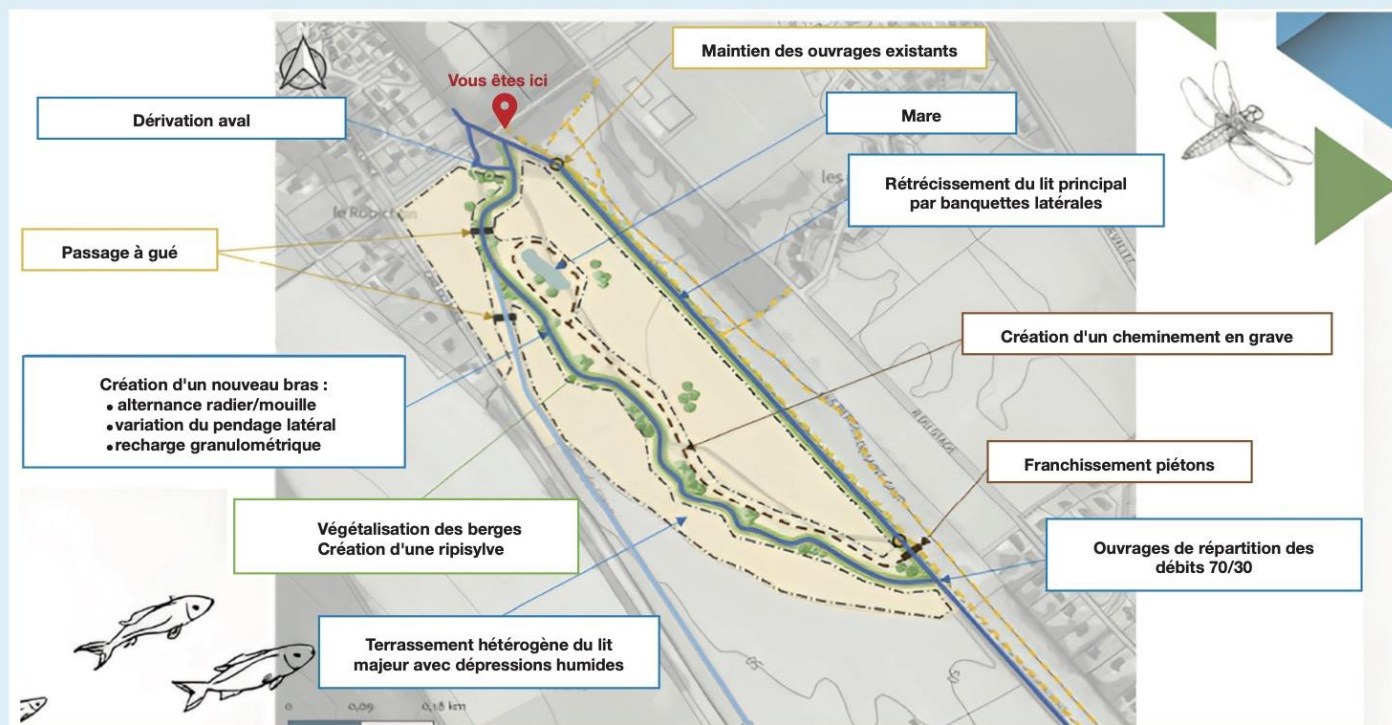 Maintien des ouvrages existants
Vous êtes ici
Dérivation aval
Mare
Rétrécissement du lit principal
par banquettes latérales
Passage à gué
Création d'un cheminement en grave
Création d'un nouveau bras :
• alternance radier/mouille
• variation du pendage latéral
• recharge granulométrique
Franchissement piétons
Végétalisation des berges
Création d'une ripisylve
Ouvrages de répartition des
débits 70/30
Terrassement hétérogène du lit
majeur avec dépressions humides
les
0 0,09 0,18 km